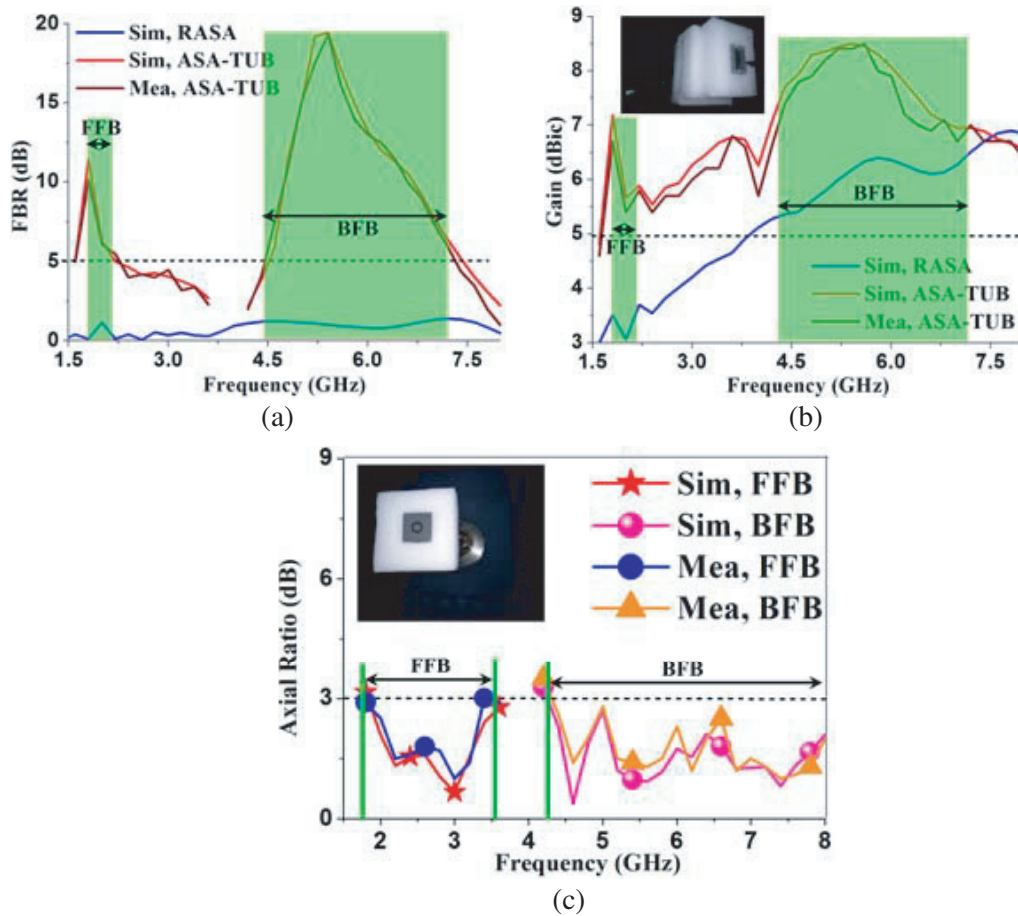 20
15
10
5
0
FBR (dB)
Sim, RASA
Sim, ASA-TUB
Mea, ASA-TUB
FFB
BFB
1.5 3.0 4.5 6.0 7.5
Frequency (GHz)
(a)
9
8
7
6
5
4
3
Gain (dBic)
FFB
BFB
Sim, RASA
Sim, ASA-TUB
Mea, ASA-TUB
1.5 3.0 4.5 6.0 7.5
Frequency (GHz)
(b)
9
6
3
0
Axial Ratio (dB)
Sim, FFB
Sim, BFB
Mea, FFB
Mea, BFB
FFB
BFB
2 3 4 5 6 7 8
Frequency (GHz)
(c)